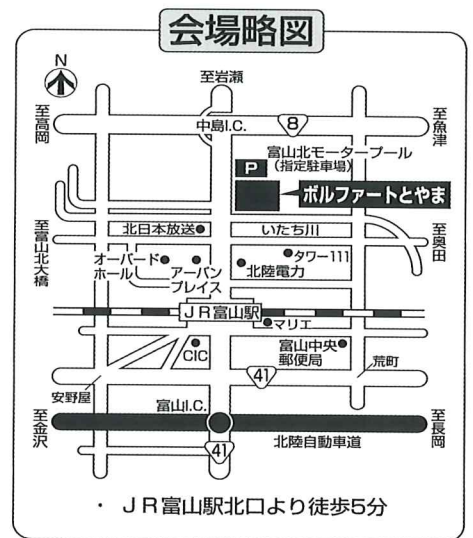 会場略図
N
至岩瀬
至高岡
中島I.C.
8
至魚津
富山北モータープール
(指定駐車場)
P
ボルファートとやま
北日本放送
いたち川
至富山北大橋
至奥田
オーバード
ホール
アーバン
プレイス
タワー111
北陸電力
JR富山駅
マリエ
CIC
富山中央
郵便局
荒町
41
安野屋
富山I.C.
至金沢
至長岡
北陸自動車道
41
・ JR富山駅北口より徒歩5分